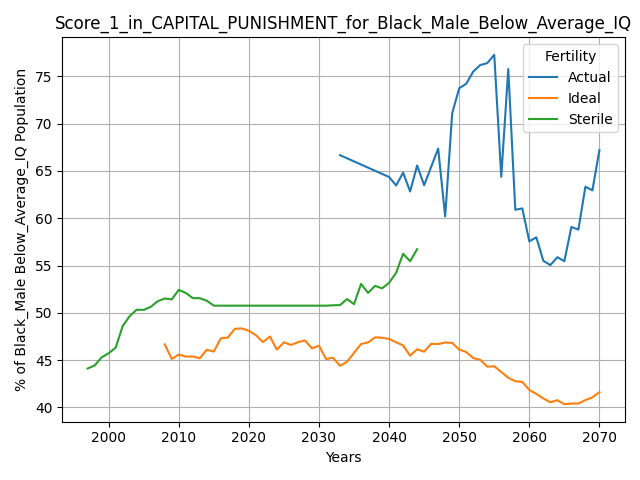 Score_1_in_CAPITAL_PUNISHMENT_for_Black_Male_Below_Average_IQ
Fertility
Actual
Ideal
Sterile
% of Black_Male Below_Average_IQ Population
75
70
65
60
55
50
45
40
2000
2010
2020
2030
2040
2050
2060
2070
Years